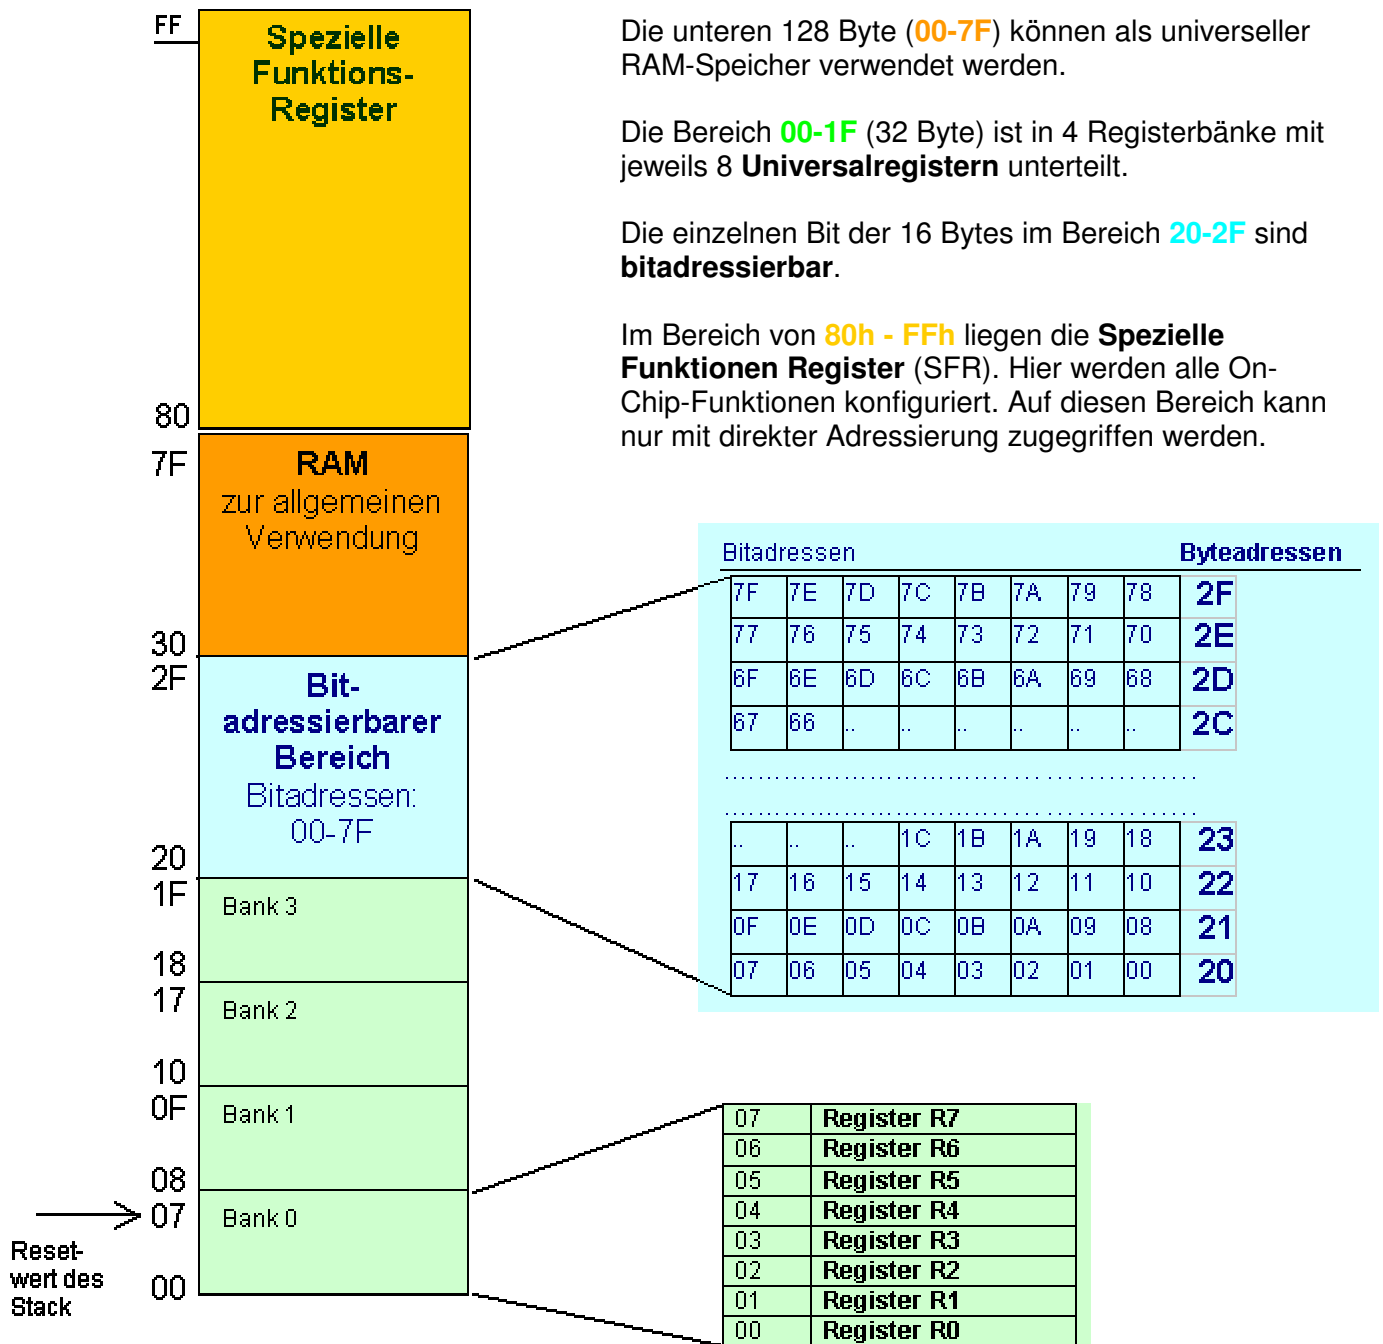 FF
Spezielle
Funktions-
Register
80
7F
RAM
zur allgemeinen
Verwendung
30
2F
Bit-
adressierbarer
Bereich
Bitadressen:
00-7F
20
1F
Bank 3
18
17
Bank 2
10
0F
Bank 1
08
07
Bank 0
00
Reset-
wert des
Stack
Die unteren 128 Byte (00-7F) können als universeller
RAM-Speicher verwendet werden.
Die Bereich 00-1F (32 Byte) ist in 4 Registerbänke mit
jeweils 8 Universalregistern unterteilt.
Die einzelnen Bit der 16 Bytes im Bereich 20-2F sind
bitadressierbar.
Im Bereich von 80h - FFh liegen die Spezielle
Funktionen Register (SFR). Hier werden alle On-
Chip-Funktionen konfiguriert. Auf diesen Bereich kann
nur mit direkter Adressierung zugegriffen werden.
Bitadressen Byteadressen
7F 7E 7D 7C 7B 7A 79 78 2F
77 76 75 74 73 72 71 70 2E
6F 6E 6D 6C 6B 6A 69 68 2D
67 66 .. .. .. .. .. .. 2C
.. .. .. 1C 1B 1A 19 18 23
17 16 15 14 13 12 11 10 22
0F 0E 0D 0C 0B 0A 09 08 21
07 06 05 04 03 02 01 00 20
07 Register R7
06 Register R6
05 Register R5
04 Register R4
03 Register R3
02 Register R2
01 Register R1
00 Register R0